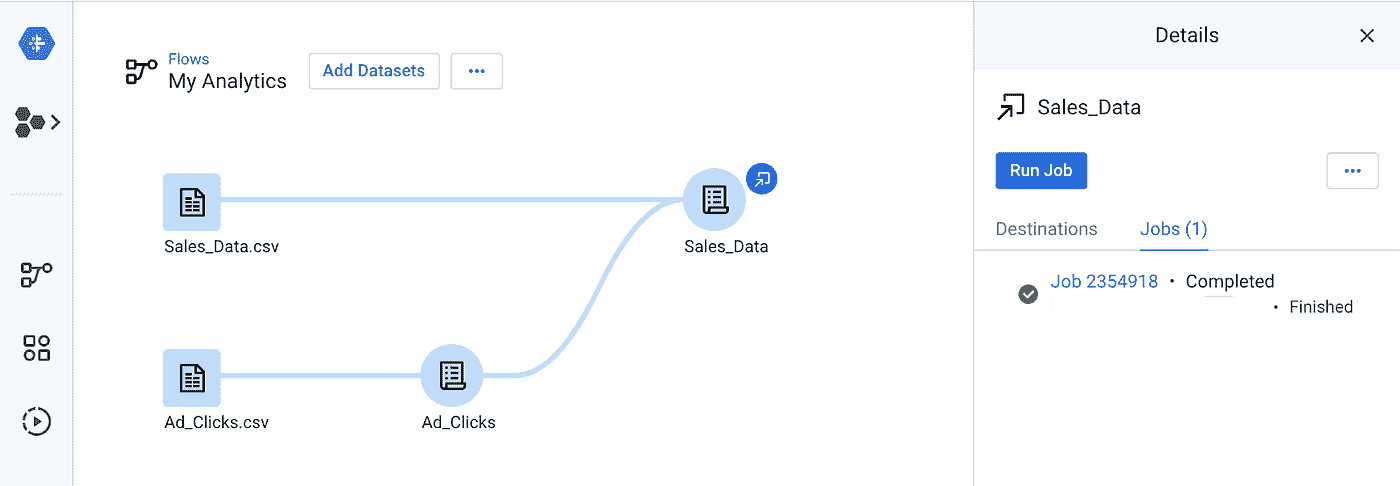 Flows
My Analytics
Add Datasets
Sales_Data.csv
Sales_Data
Ad_Clicks.csv
Ad_Clicks
Details
Sales_Data
Run Job
Destinations
Jobs (1)
Job 2354918 • Completed
• Finished